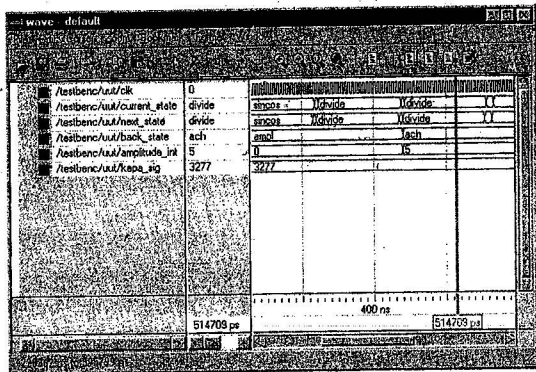 wave - default
/testbenc/uut/clk 0
/testbenc/uut/current_state divide sincos divide divide
/testbenc/uut/next_state divide sincos divide divide
/testbenc/uut/back_state ach ampl ach
/testbenc/uut/amplitude_int 5 0 5
/testbenc/uut/kapa_sig 3277 3277
400 ns
514709 ps 514709 ps